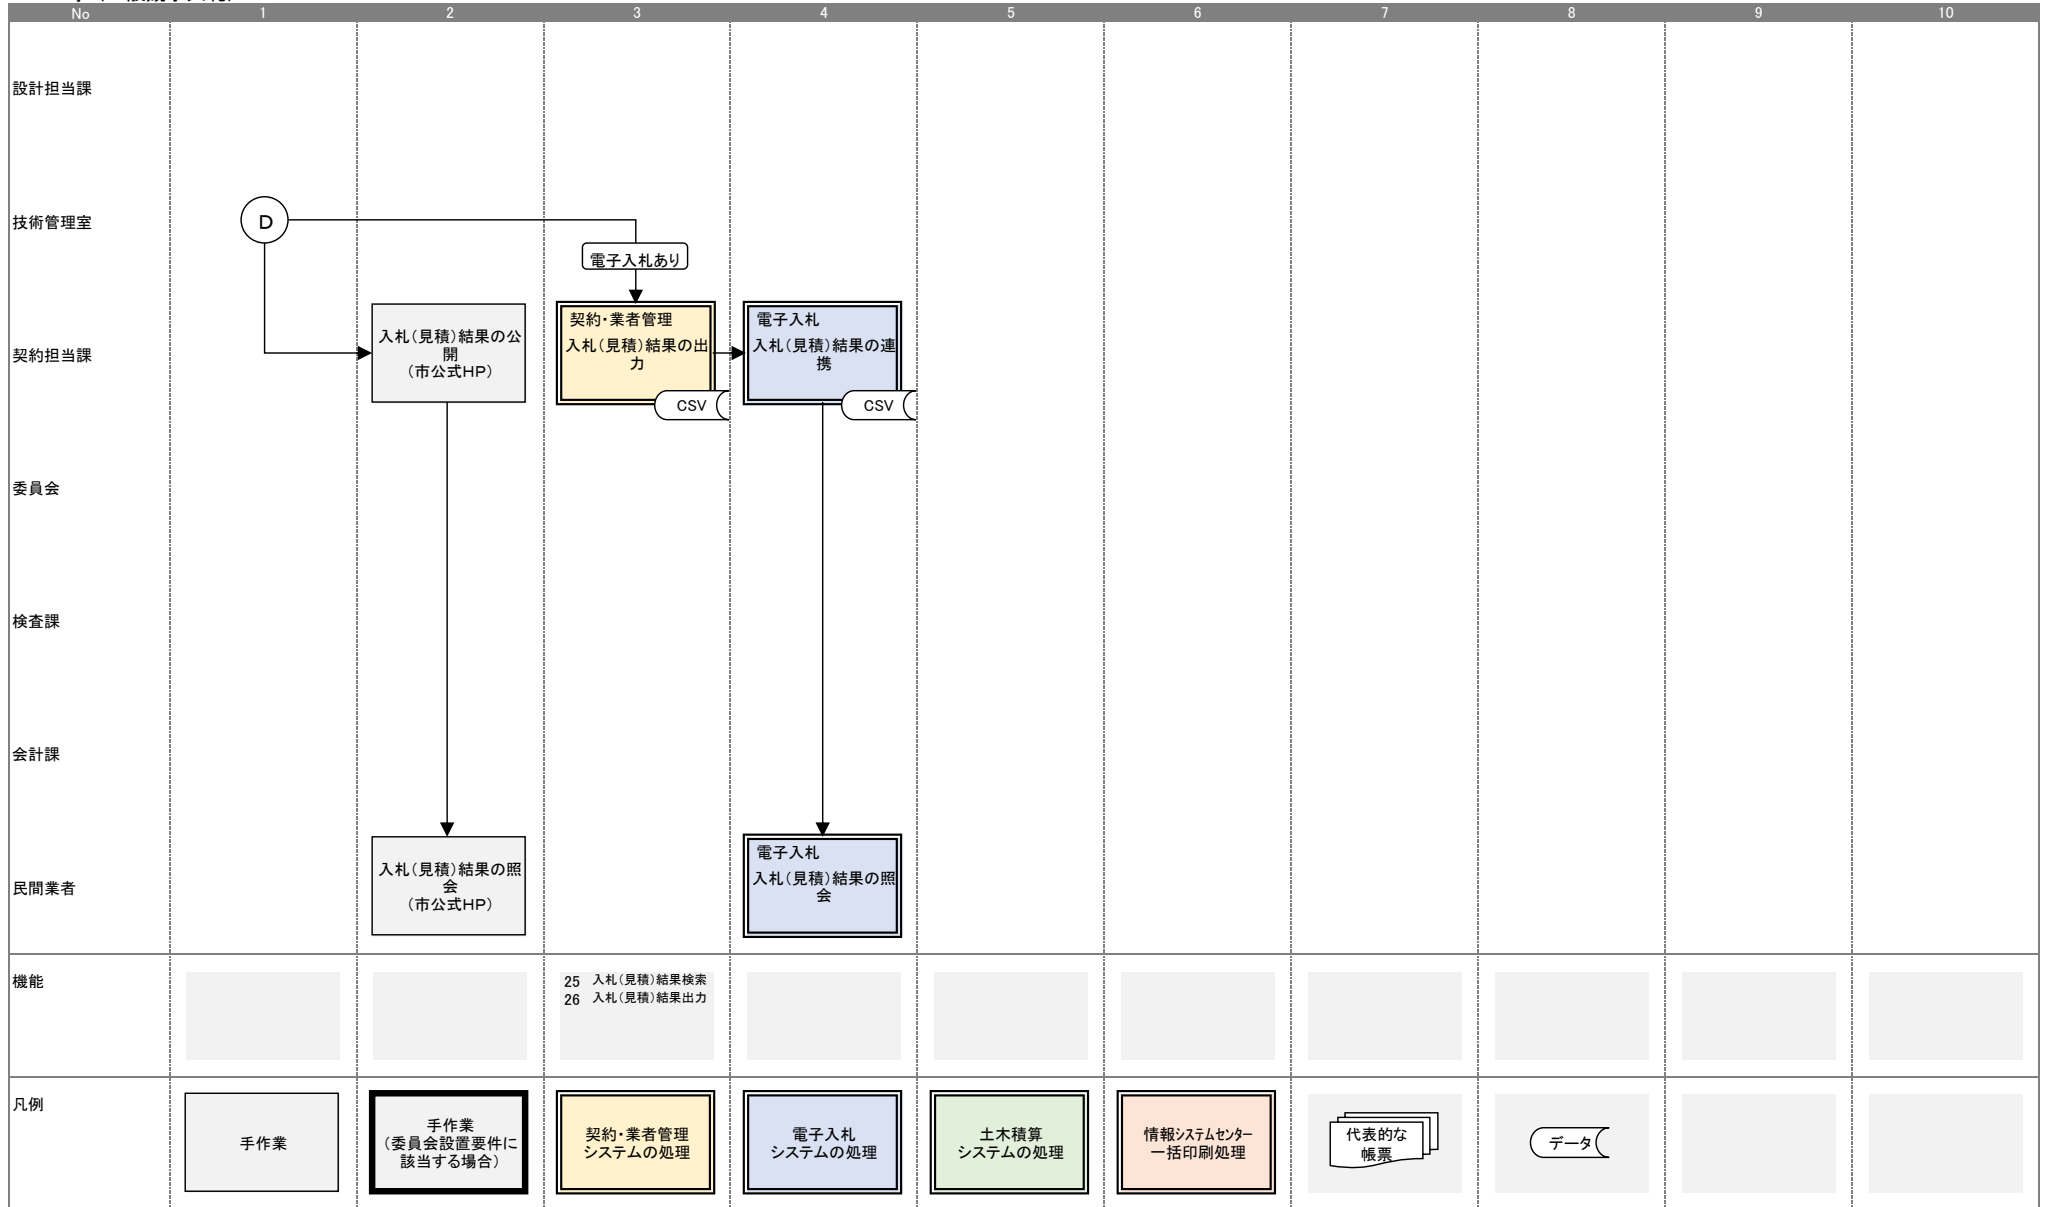 No 1 2 3 4 5 6 7 8 9 10
設計担当課
技術管理室
D
電子入札あり
契約担当課
入札（見積）結果の公
開
（市公式HP）
契約・業者管理
入札（見積）結果の出
力
CSV
電子入札
入札（見積）結果の連
携
CSV
委員会
検査課
会計課
民間業者
入札（見積）結果の照
会
（市公式HP）
電子入札
入札（見積）結果の照
会
機能
25 入札（見積）結果検索
26 入札（見積）結果出力
凡例
手作業
手作業
（委員会設置要件に
該当する場合）
契約・業者管理
システムの処理
電子入札
システムの処理
土木積算
システムの処理
情報ｼｽﾃﾑｾﾝﾀｰ
一括印刷処理
代表的な
帳票
データ